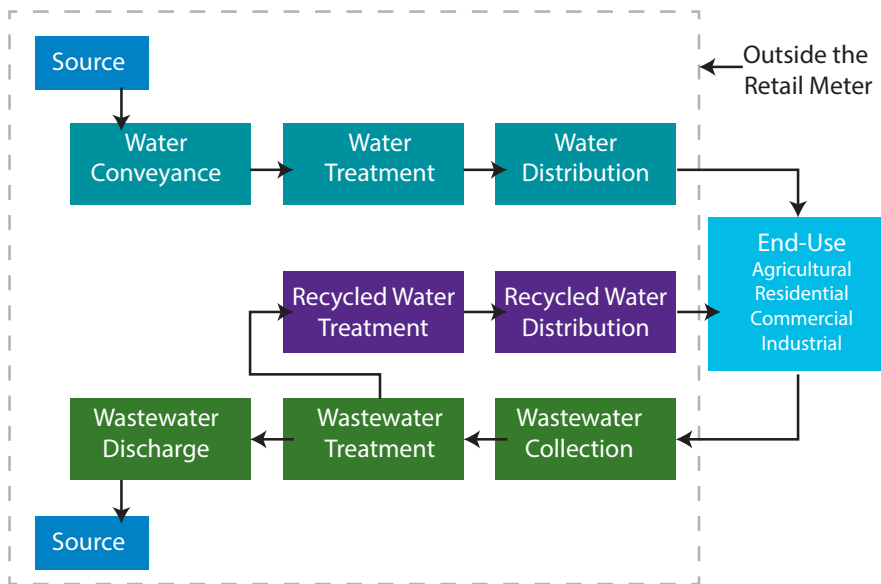 Source
Outside the
Retail Meter
Water
Conveyance
Water
Treatment
Water
Distribution
End-Use
Agricultural
Residential
Commercial
Industrial
Recycled Water
Treatment
Recycled Water
Distribution
Wastewater
Discharge
Wastewater
Treatment
Wastewater
Collection
Source